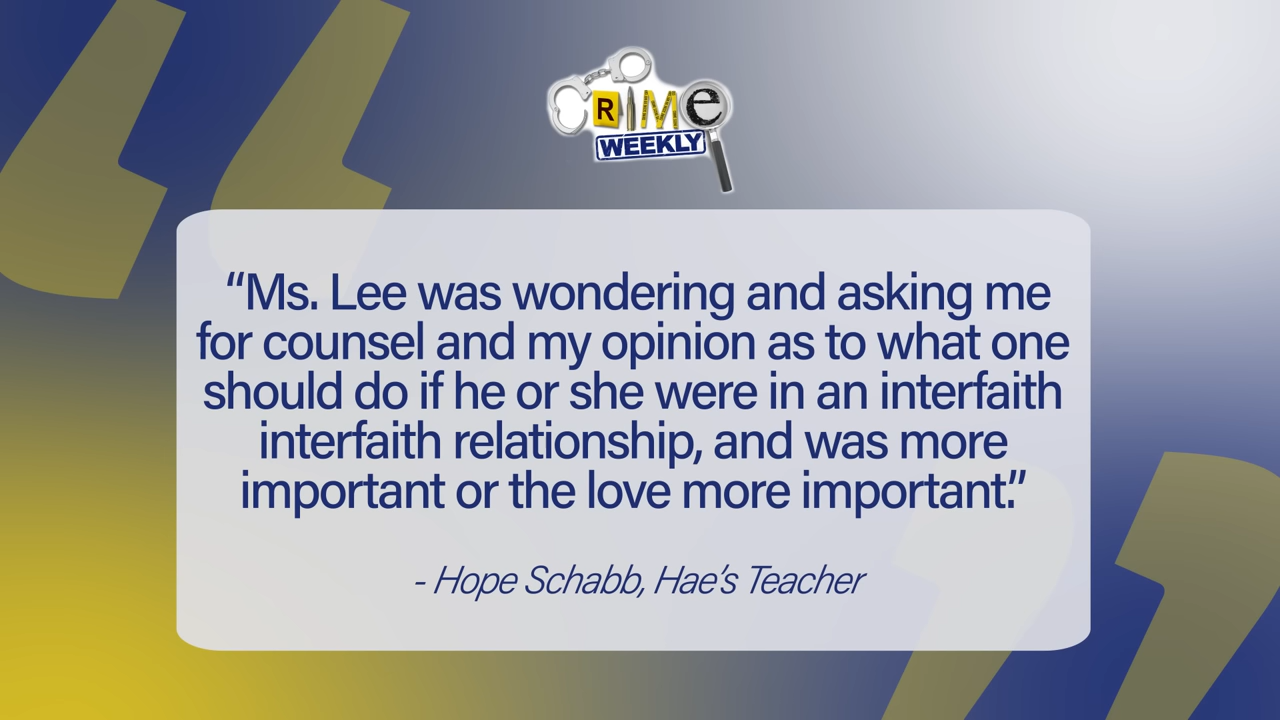 CRIMe
WEEKLY
“Ms. Lee was wondering and asking me
for counsel and my opinion as to what one
should do if he or she were in an interfaith
interfaith relationship, and was more
important or the love more important.”
- Hope Schabb, Hae’s Teacher